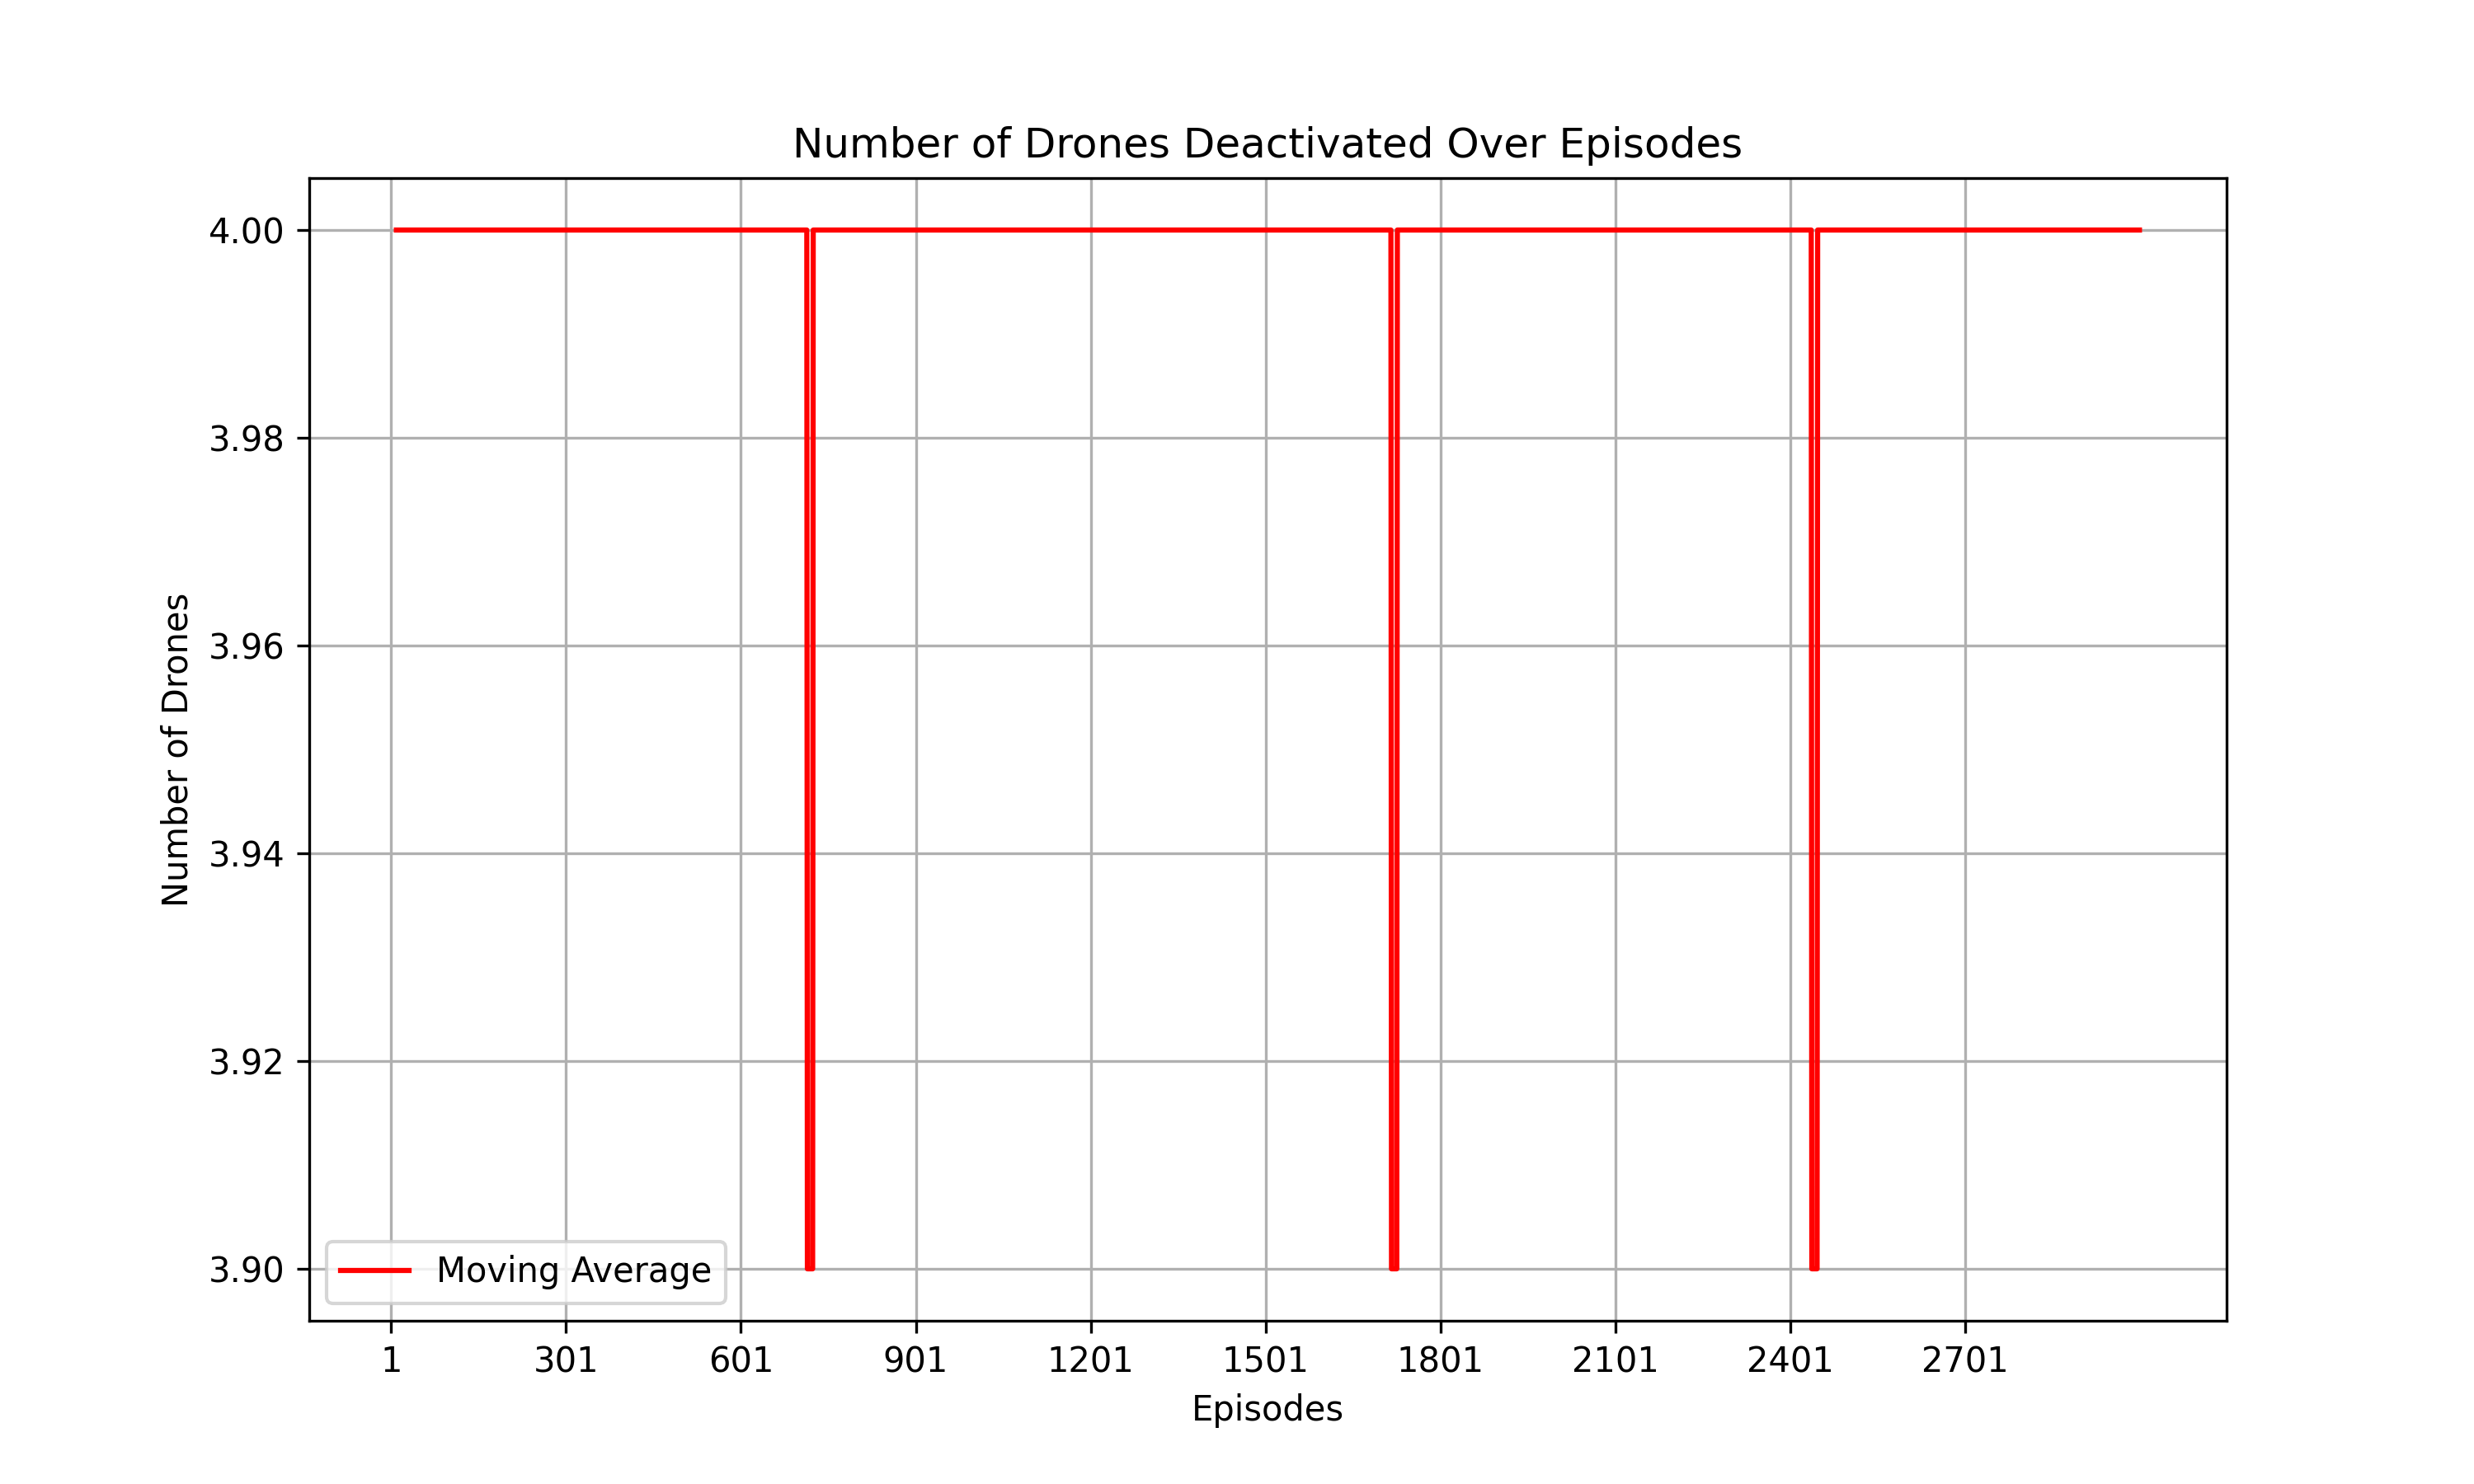 Number of Drones Deactivated Over Episodes
Number of Drones
4.00
3.98
3.96
3.94
3.92
3.90
Moving Average
1 301 601 901 1201 1501 1801 2101 2401 2701
Episodes